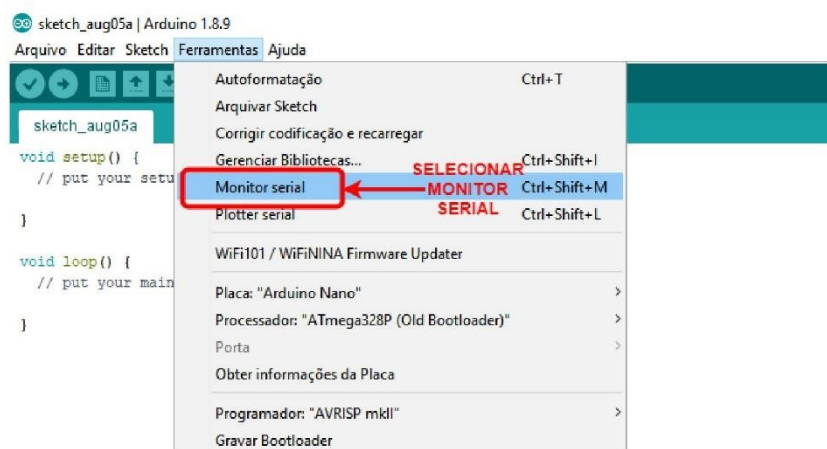 sketch_aug05a | Arduino 1.8.9
Arquivo Editar Sketch Ferramentas Ajuda
sketch_aug05a
void setup() {
// put your setu
}
void loop() {
// put your main
}
Autoformatação Ctrl+T
Arquivar Sketch
Corrigir codificação e recarregar
Gerenciar Bibliotecas... Ctrl+Shift+I
Monitor serial Ctrl+Shift+M
Plotter serial Ctrl+Shift+L
SELECIONAR
MONITOR
SERIAL
WiFi101 / WiFiNINA Firmware Updater
Placa: "Arduino Nano"
Processador: "ATmega328P (Old Bootloader)"
Porta
Obter informações da Placa
Programador: "AVRISP mkII"
Gravar Bootloader